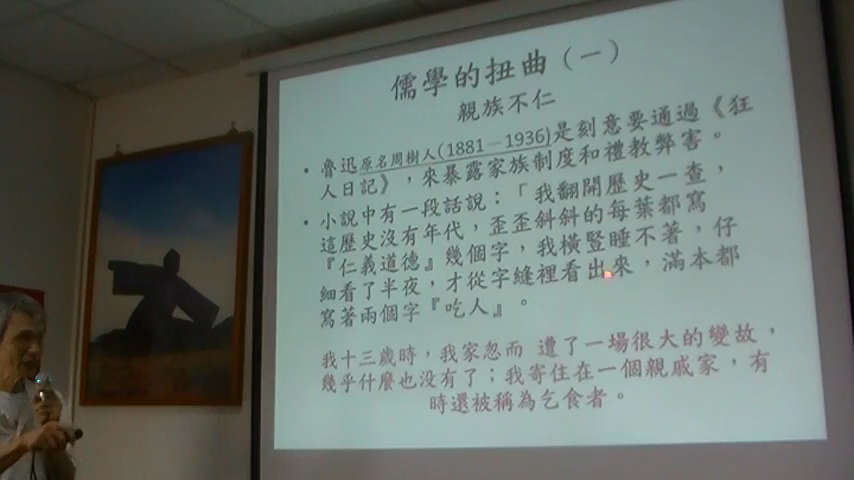 儒學的扭曲（一）
親族不仁
• 魯迅原名周樹人(1881－1936)是刻意要通過《狂
人日記》，來暴露家族制度和禮教弊害。
• 小說中有一段話說：「我翻開歷史一查，
這歷史沒有年代，歪歪斜斜的每葉都寫
『仁義道德』幾個字，我橫豎睡不著，仔
細看了半夜，才從字縫裡看出來，滿本都
寫著兩個字『吃人』。
我十三歲時，我家忽而 遭了一場很大的變故，
幾乎什麼也沒有了；我寄住在一個親戚家，有
時還被稱為乞食者。